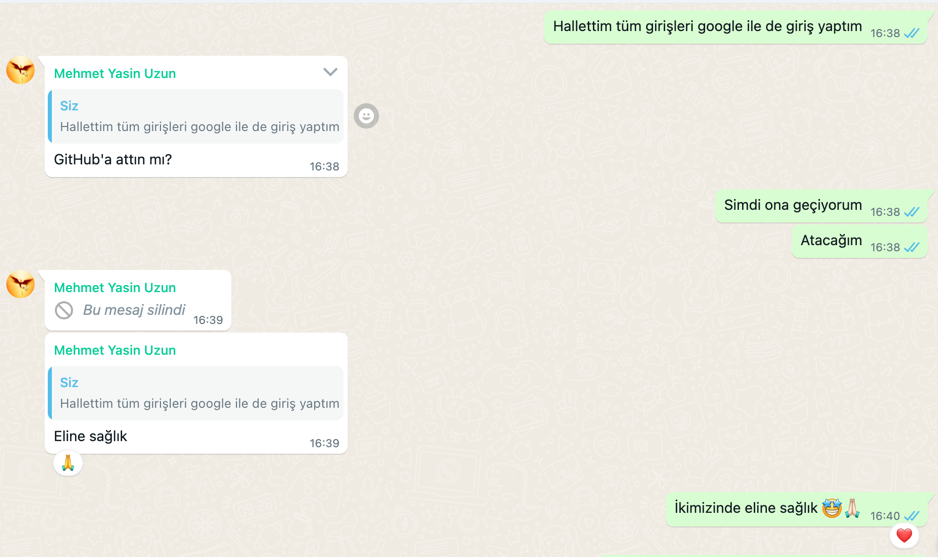 Hallettim tüm girişleri google ile de giriş yaptım
16:38
Mehmet Yasin Uzun
Siz
Hallettim tüm girişleri google ile de giriş yaptım
GitHub'a attın mı?
16:38
Simdi ona geçiyorum
16:38
Atacağım
16:38
Mehmet Yasin Uzun
Bu mesaj silindi
16:39
Mehmet Yasin Uzun
Siz
Hallettim tüm girişleri google ile de giriş yaptım
Eline sağlık
16:39
🙏
İkimizinde eline sağlık 🤩🙏🏻
16:40
❤️